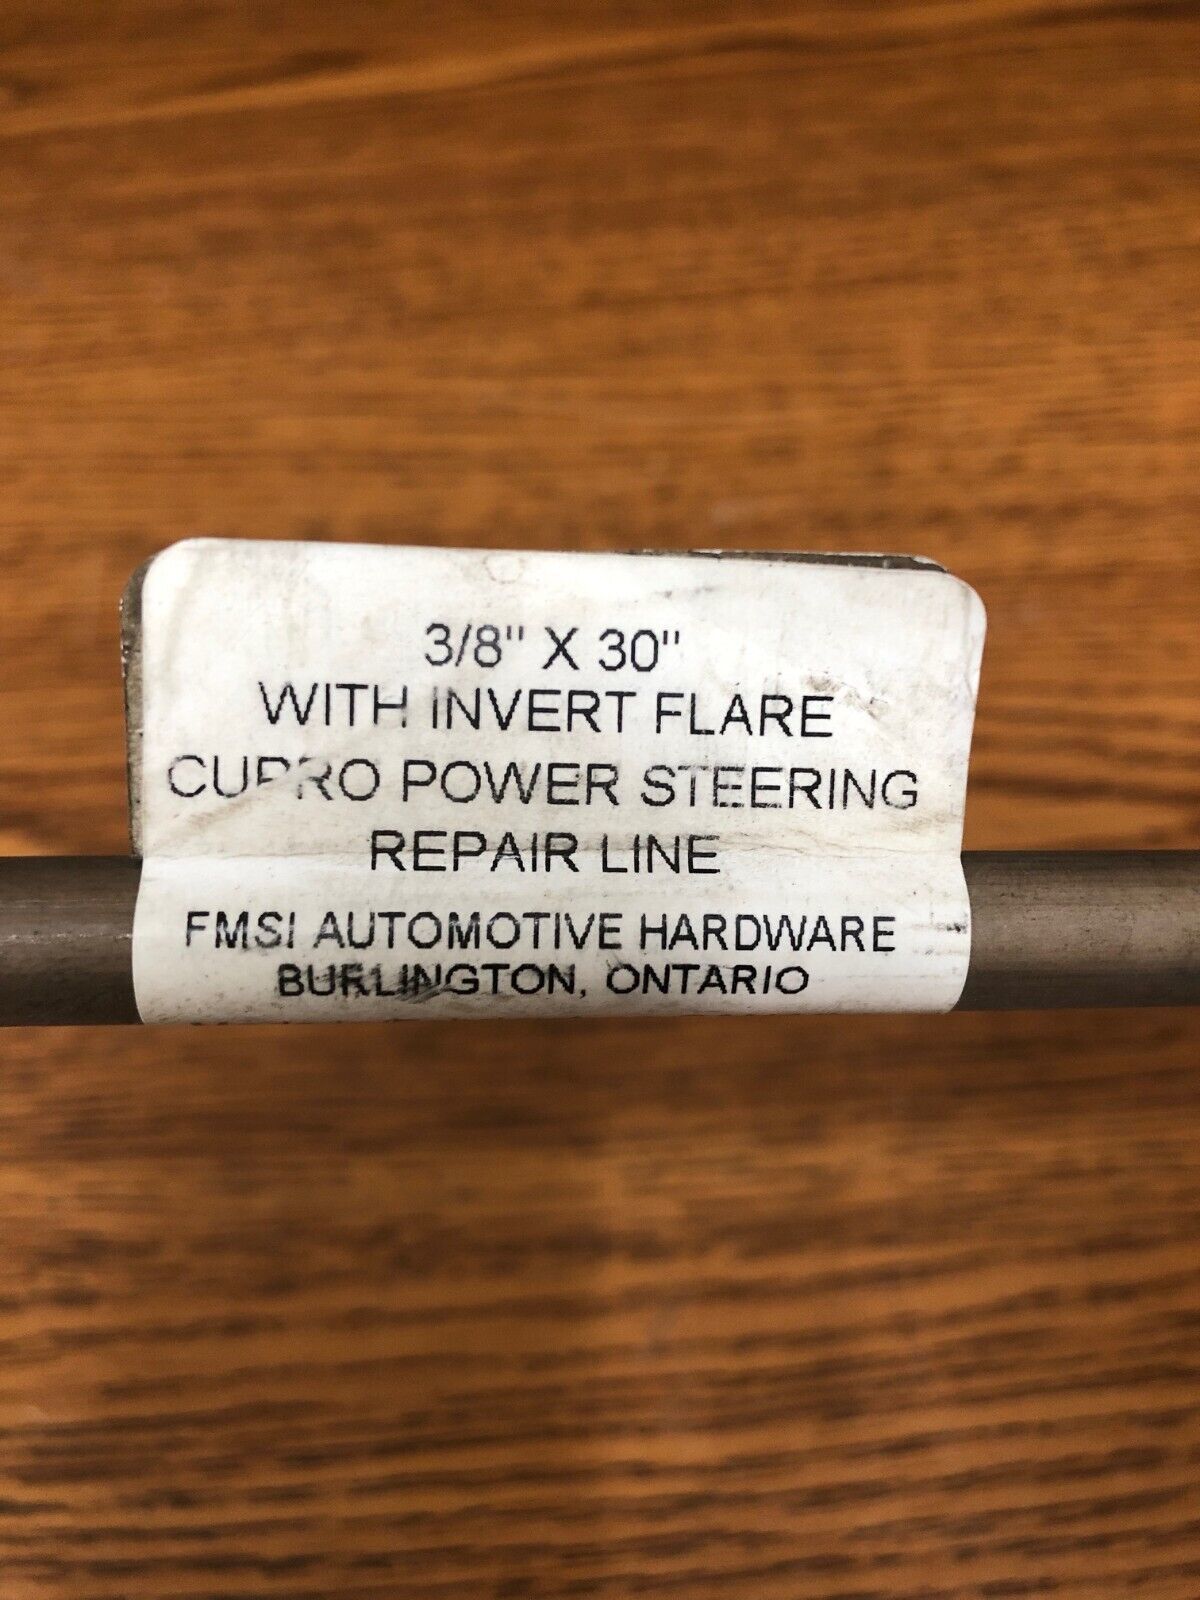 3/8" X 30"
WITH INVERT FLARE
CUPRO POWER STEERING
REPAIR LINE
FMSI AUTOMOTIVE HARDWARE
BURLINGTON, ONTARIO